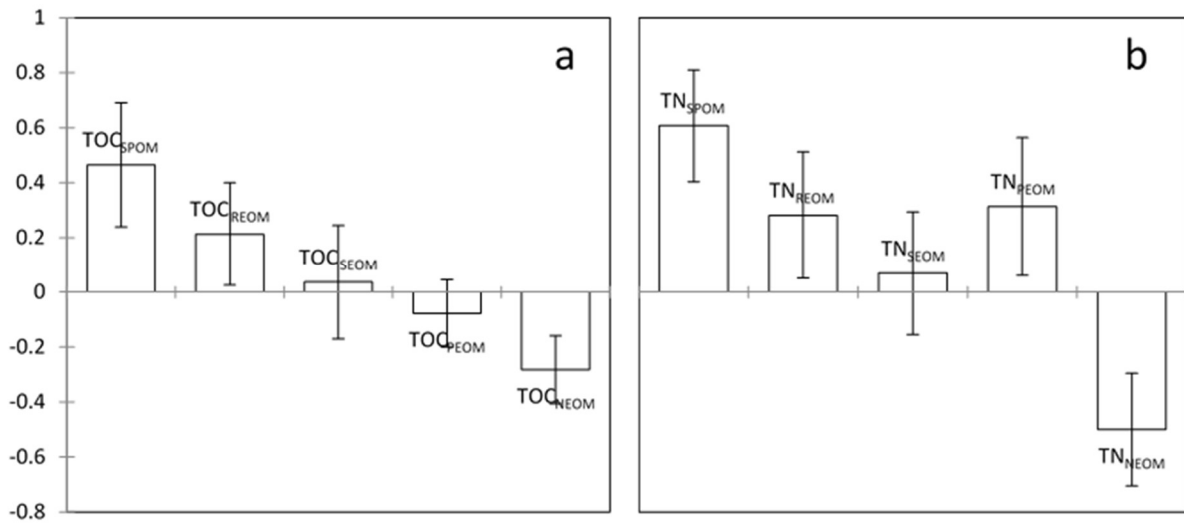 1
0.8
0.6
0.4
0.2
0
-0.2
-0.4
-0.6
-0.8
a
TOCSPOM
TOCREOM
TOCSEOM
TOCPEOM
TOCNEOM
b
TNSPOM
TNREOM
TNSEOM
TNPEOM
TNNEOM